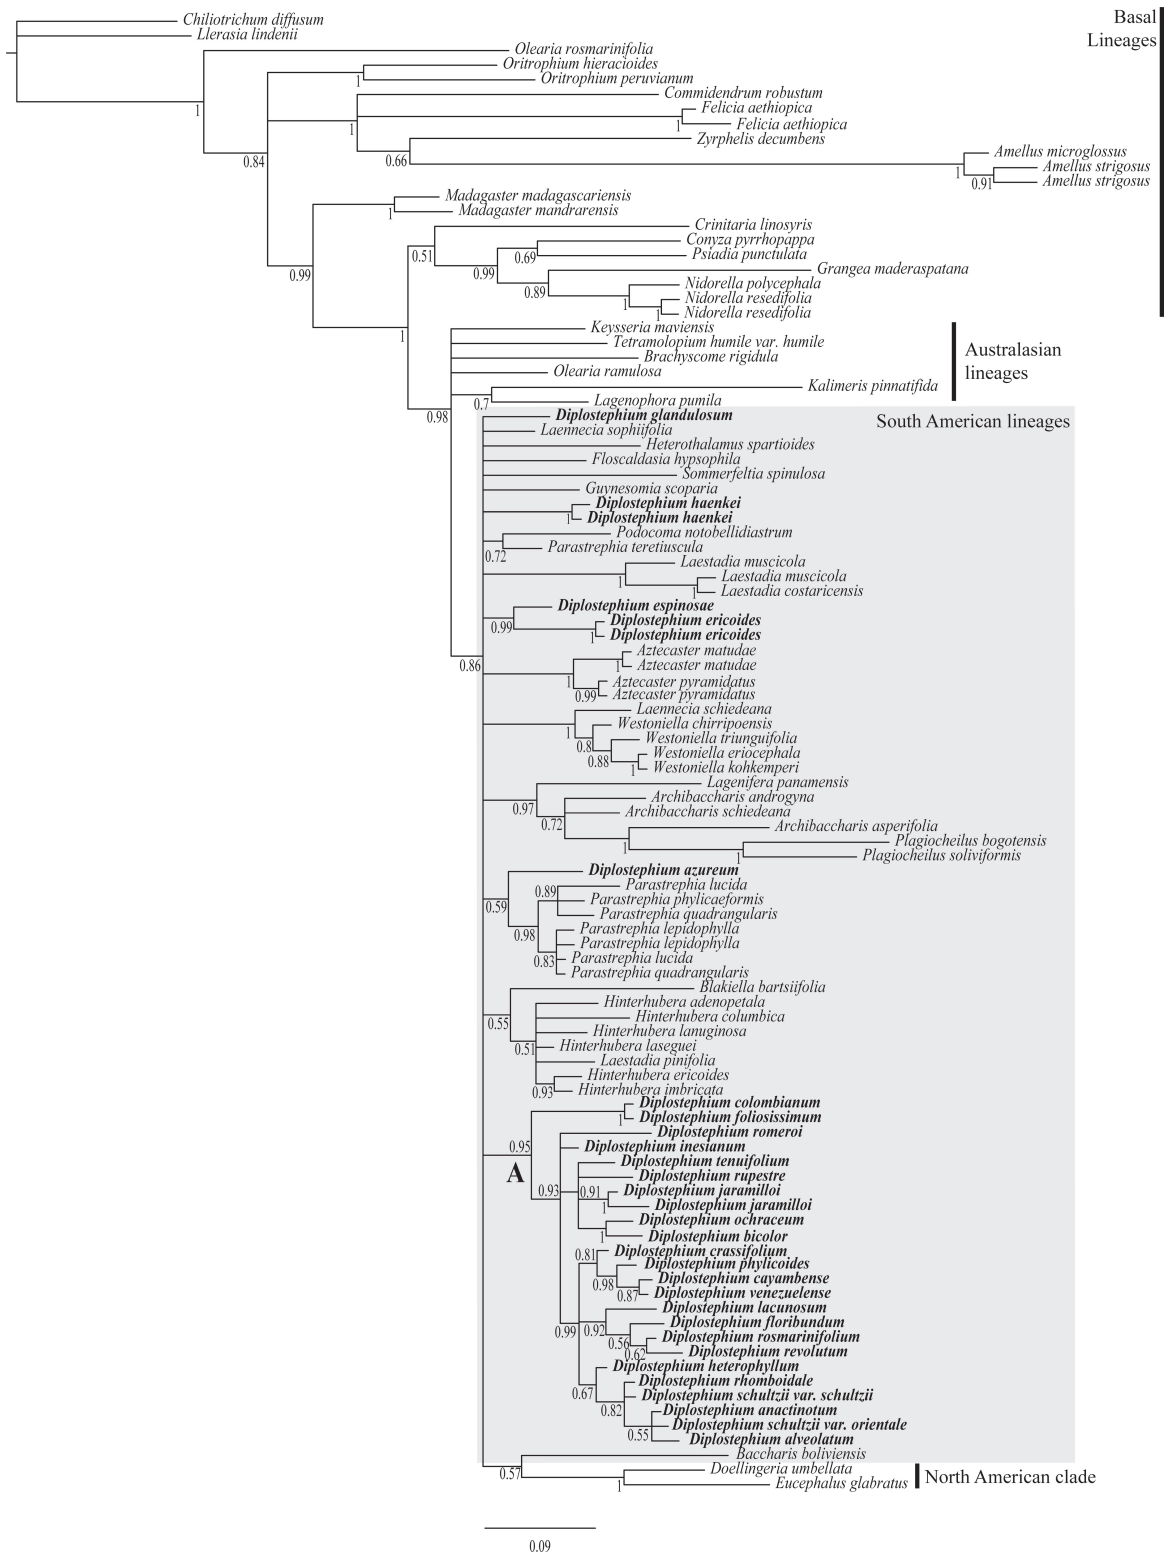 Chiliotrichum diffusum
Llerasia lindenii
Basal
Lineages
Olearia rosmarinifolia
Oritrophium hieracioides
1
Oritrophium peruvianum
Commidendrum robustum
1
Felicia aethiopica
1
Felicia aethiopica
1
Zyrphelis decumbens
0.84
0.66
Amellus microglossus
1
Amellus strigosus
0.91
Amellus strigosus
Madagaster madagascariensis
1
Madagaster mandrarensis
Crinitaria linosyris
Conyza pyrrhopappa
0.51
0.69
Psiadia punctulata
0.99
0.99
Grangea maderaspatana
Nidorella polycephala
0.89
1
Nidorella resedifolia
1
Nidorella resedifolia
Keysseria maviensis
1
Tetramolopium humile var. humile
Australasian
lineages
Brachyscome rigidula
Olearia ramulosa
Kalimeris pinnatifida
0.7
Lagenophora pumila
0.98
Diplostephium glandulosum
South American lineages
Laennecia sophiifolia
Heterothalamus spartioides
Floscaldasia hypsophila
Sommerfeltia spinulosa
Guynesomia scoparia
Diplostephium haenkei
1
Diplostephium haenkei
Podocoma notobellidiastrum
0.72
Parastrephia teretiuscula
Laestadia muscicola
1
Laestadia muscicola
1
Laestadia costaricensis
Diplostephium espinosae
0.99
Diplostephium ericoides
1
Diplostephium ericoides
Aztecaster matudae
0.86
1
Aztecaster matudae
1
Aztecaster pyramidatus
0.99
Aztecaster pyramidatus
Laennecia schiedeana
1
Westoniella chirripoensis
0.8
Westoniella triunguifolia
0.88
Westoniella eriocephala
1
Westoniella kohkemperi
Lagenifera panamensis
0.97
Archibaccharis androgyna
0.72
Archibaccharis schiedeana
Archibaccharis asperifolia
1
Plagiocheilus bogotensis
1
Plagiocheilus soliviformis
Diplostephium azureum
0.89
Parastrephia lucida
0.59
Parastrephia phylicaeformis
Parastrephia quadrangularis
0.98
Parastrephia lepidophylla
Parastrephia lepidophylla
0.83
Parastrephia lucida
Parastrephia quadrangularis
Blakiella bartsiifolia
Hinterhubera adenopetala
0.55
Hinterhubera columbica
Hinterhubera lanuginosa
0.51
Hinterhubera laseguei
Laestadia pinifolia
Hinterhubera ericoides
0.93
Hinterhubera imbricata
Diplostephium colombianum
1
Diplostephium foliosissimum
Diplostephium romeroi
0.95
Diplostephium inesianum
A
Diplostephium tenuifolium
Diplostephium rupestre
0.93
0.91
Diplostephium jaramilloi
1
Diplostephium jaramilloi
Diplostephium ochraceum
1
Diplostephium bicolor
0.81
Diplostephium crassifolium
Diplostephium phylicoides
0.98
Diplostephium cayambense
0.87
Diplostephium venezuelense
Diplostephium lacunosum
0.99
0.92
Diplostephium floribundum
0.56
Diplostephium rosmarinifolium
0.62
Diplostephium revolutum
Diplostephium heterophyllum
Diplostephium rhomboidale
0.67
Diplostephium schultzii var. schultzii
0.82
Diplostephium anactinotum
Diplostephium schultzii var. orientale
0.55
Diplostephium alveolatum
Baccharis boliviensis
0.57
Doellingeria umbellata
North American clade
1
Eucephalus glabratus
0.09